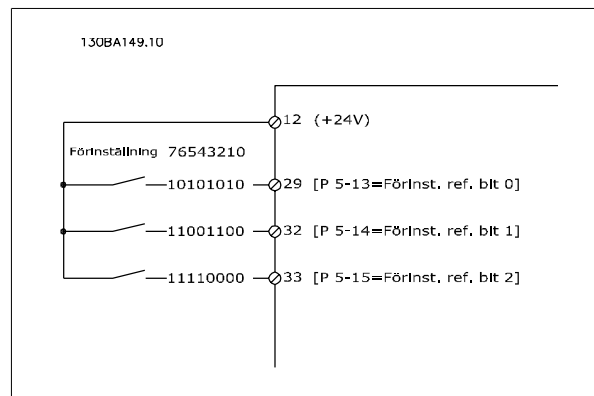 130BA149.10
12 (+24V)
Förinställning 76543210
10101010 29 [P 5-13=Förinst. ref. bit 0]
11001100 32 [P 5-14=Förinst. ref. bit 1]
11110000 33 [P 5-15=Förinst. ref. bit 2]